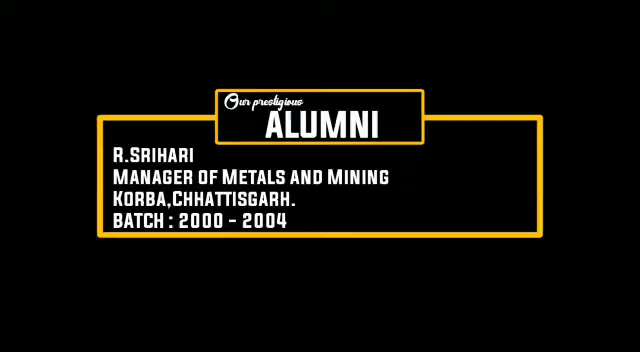 Our prestigious
ALUMNI
R.Srihari
Manager of Metals and Mining
Korba,Chhattisgarh.
BATCH : 2000 - 2004